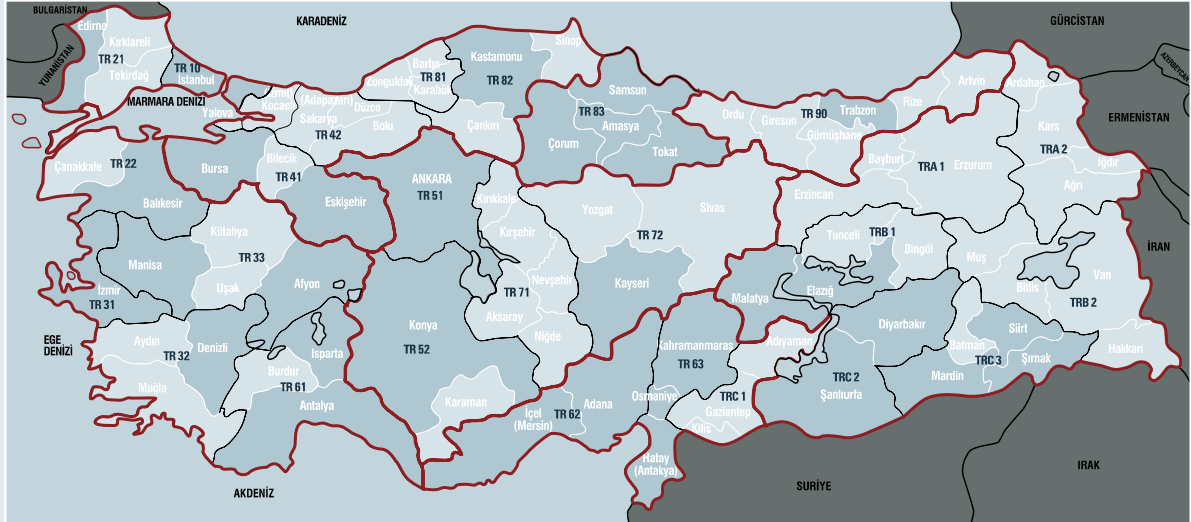 BULGARİSTAN
KARADENİZ
GÜRCİSTAN
YUNANİSTAN
AZERBEYCAN
ERMENİSTAN
İRAN
Edirne
Kırklareli
TR 21
Tekirdağ
TR 10
İstanbul
MARMARA DENİZİ
Yalova
Kocaeli
(Adapazarı)
Sakarya
Düzce
TR 42
Bolu
Zonguldak
Bartın
TR 81
Karabük
Kastamonu
TR 82
Sinop
Çankırı
Samsun
TR 83
Amasya
Çorum
Tokat
Ordu
Giresun
TR 90
Trabzon
Gümüşhane
Rize
Artvin
Ardahan
Kars
TRA 2
Iğdır
Ağrı
Bayburt
TRA 1
Erzurum
Erzincan
Çanakkale
TR 22
Balıkesir
Bursa
Bilecik
TR 41
Eskişehir
ANKARA
TR 51
Kırıkkale
Kırşehir
Nevşehir
TR 71
Aksaray
Niğde
Yozgat
Sivas
TR 72
Kayseri
Tunceli
TRB 1
Bingöl
Elazığ
Malatya
Muş
Bitlis
Van
TRB 2
Hakkari
Manisa
İzmir
TR 31
Kütahya
TR 33
Uşak
Afyon
EGE
DENİZİ
Aydın
TR 32
Denizli
Muğla
Isparta
Burdur
TR 61
Antalya
Konya
TR 52
Karaman
İçel
(Mersin)
TR 62
Adana
Kahramanmaraş
TR 63
Osmaniye
Hatay
(Antakya)
Adıyaman
TRC 1
Gaziantep
Kilis
Diyarbakır
TRC 2
Şanlıurfa
Batman
Siirt
TRC 3
Mardin
Şırnak
AKDENİZ
SURİYE
IRAK